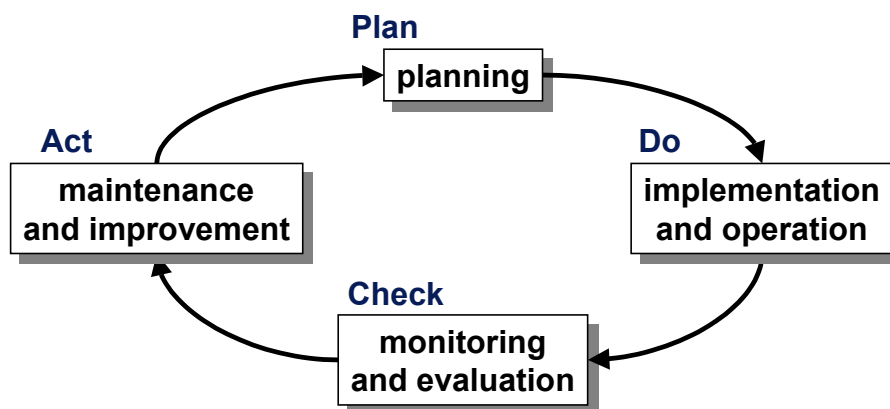 Plan
planning
Do
implementation
and operation
Check
monitoring
and evaluation
Act
maintenance
and improvement